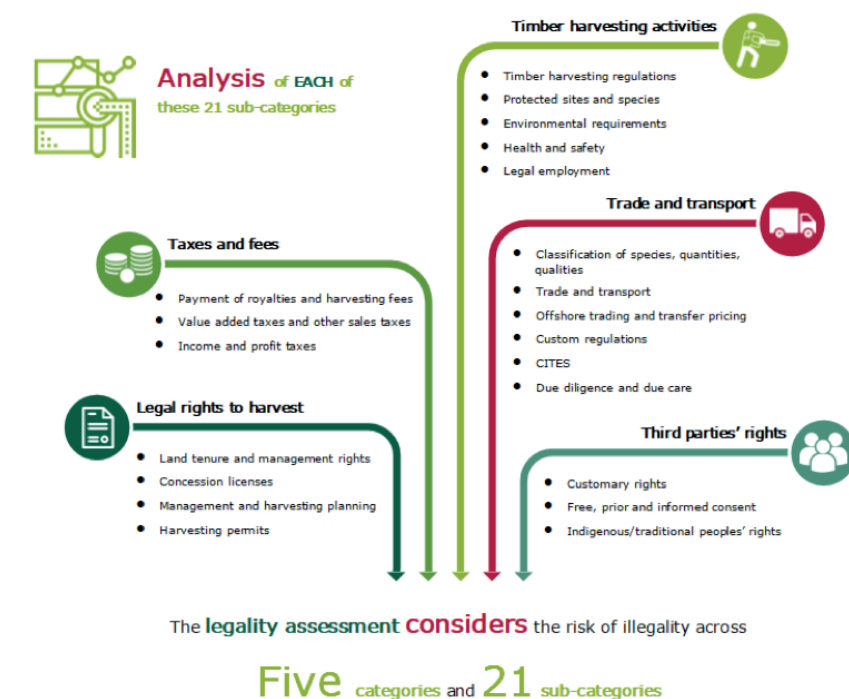 Analysis of EACH of
these 21 sub-categories
Timber harvesting activities
Timber harvesting regulations
Protected sites and species
Environmental requirements
Health and safety
Legal employment
Trade and transport
Classification of species, quantities,
qualities
Trade and transport
Offshore trading and transfer pricing
Custom regulations
CITES
Due diligence and due care
Taxes and fees
Payment of royalties and harvesting fees
Value added taxes and other sales taxes
Income and profit taxes
Legal rights to harvest
Land tenure and management rights
Concession licenses
Management and harvesting planning
Harvesting permits
Third parties’ rights
Customary rights
Free, prior and informed consent
Indigenous/traditional peoples’ rights
The legality assessment considers the risk of illegality across
Five categories and 21 sub-categories